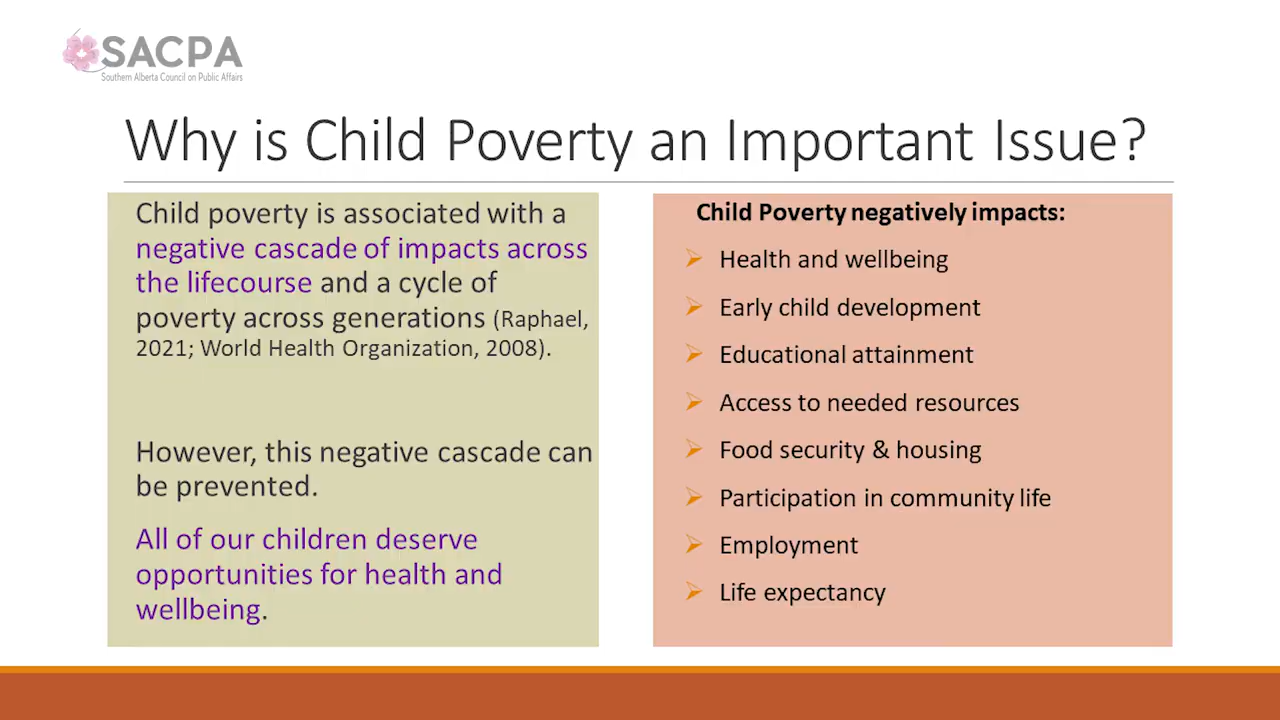 SACPA
Southern Alberta Council on Public Affairs
Why is Child Poverty an Important Issue?
Child poverty is associated with a
negative cascade of impacts across
the lifecourse and a cycle of
poverty across generations (Raphael,
2021; World Health Organization, 2008).
However, this negative cascade can
be prevented.
All of our children deserve
opportunities for health and
wellbeing.
Child Poverty negatively impacts:
Health and wellbeing
Early child development
Educational attainment
Access to needed resources
Food security & housing
Participation in community life
Employment
Life expectancy